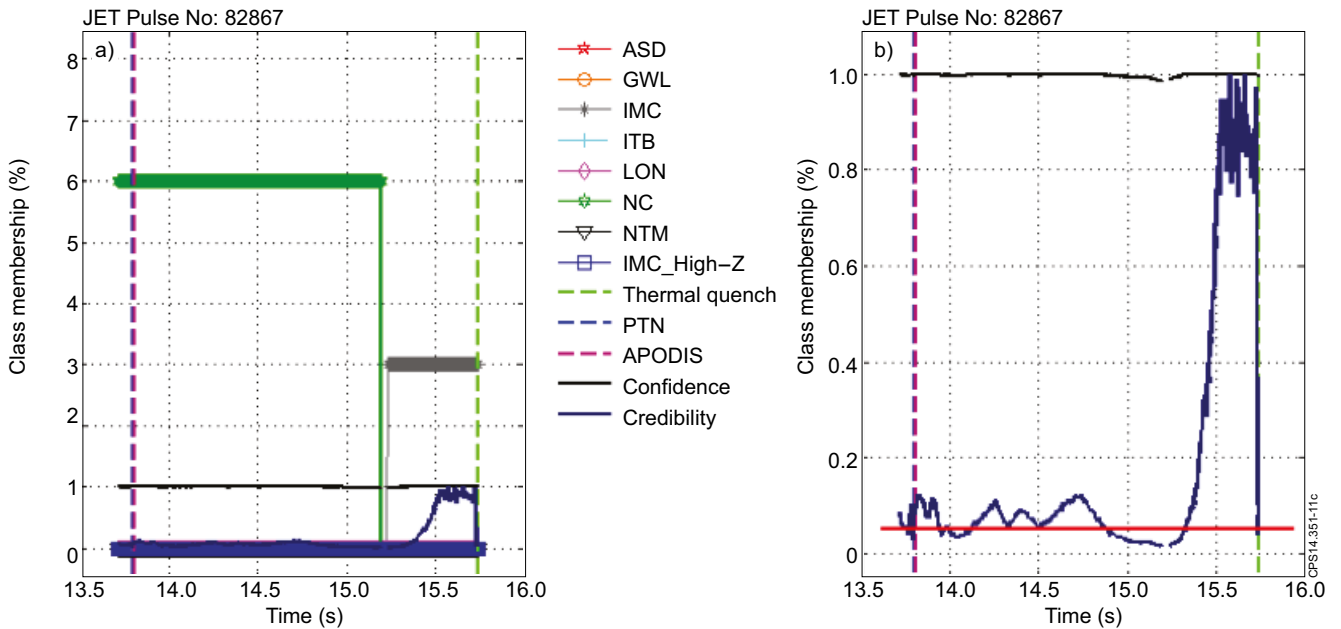 JET Pulse No: 82867
a)
8
7
6
5
4
3
2
1
0
Class membership (%)
13.5 14.0 14.5 15.0 15.5 16.0
Time (s)
ASD
GWL
IMC
ITB
LON
NC
NTM
IMC_High–Z
Thermal quench
PTN
APODIS
Confidence
Credibility
JET Pulse No: 82867
b)
1.0
0.8
0.6
0.4
0.2
0
Class membership (%)
13.5 14.0 14.5 15.0 15.5 16.0
Time (s)
CPS14.351-11c